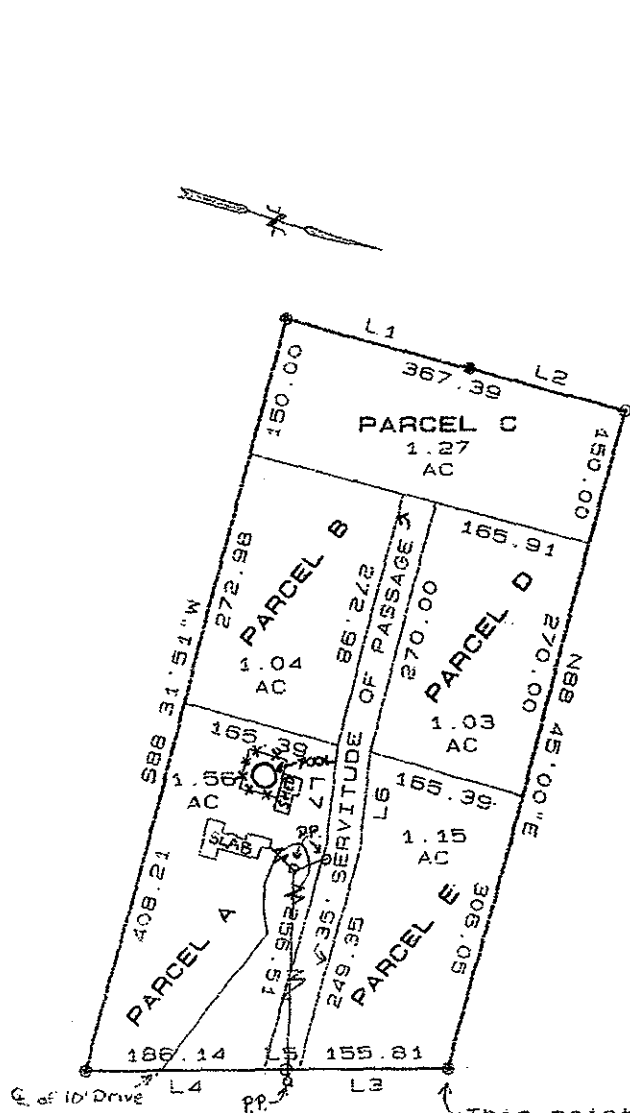 N
L1
367.39
L2
150.00
PARCEL C
1.27
AC
150.00
165.91
PARCEL B
272.98
272.98
1.04
AC
35' SERVITUDE OF PASSAGE
270.00
PARCEL D
270.00
1.03
AC
S88 31'51"W
N88 45'00"E
165.39
POOL
SHED
L7
L6
165.39
1.56
AC
SLAB
P.P.
1.15
AC
408.21
PARCEL A
256.51
249.35
PARCEL E
306.05
186.14
L5
155.81
℄ of 10' Drive
L4
P.P.
L3
This point